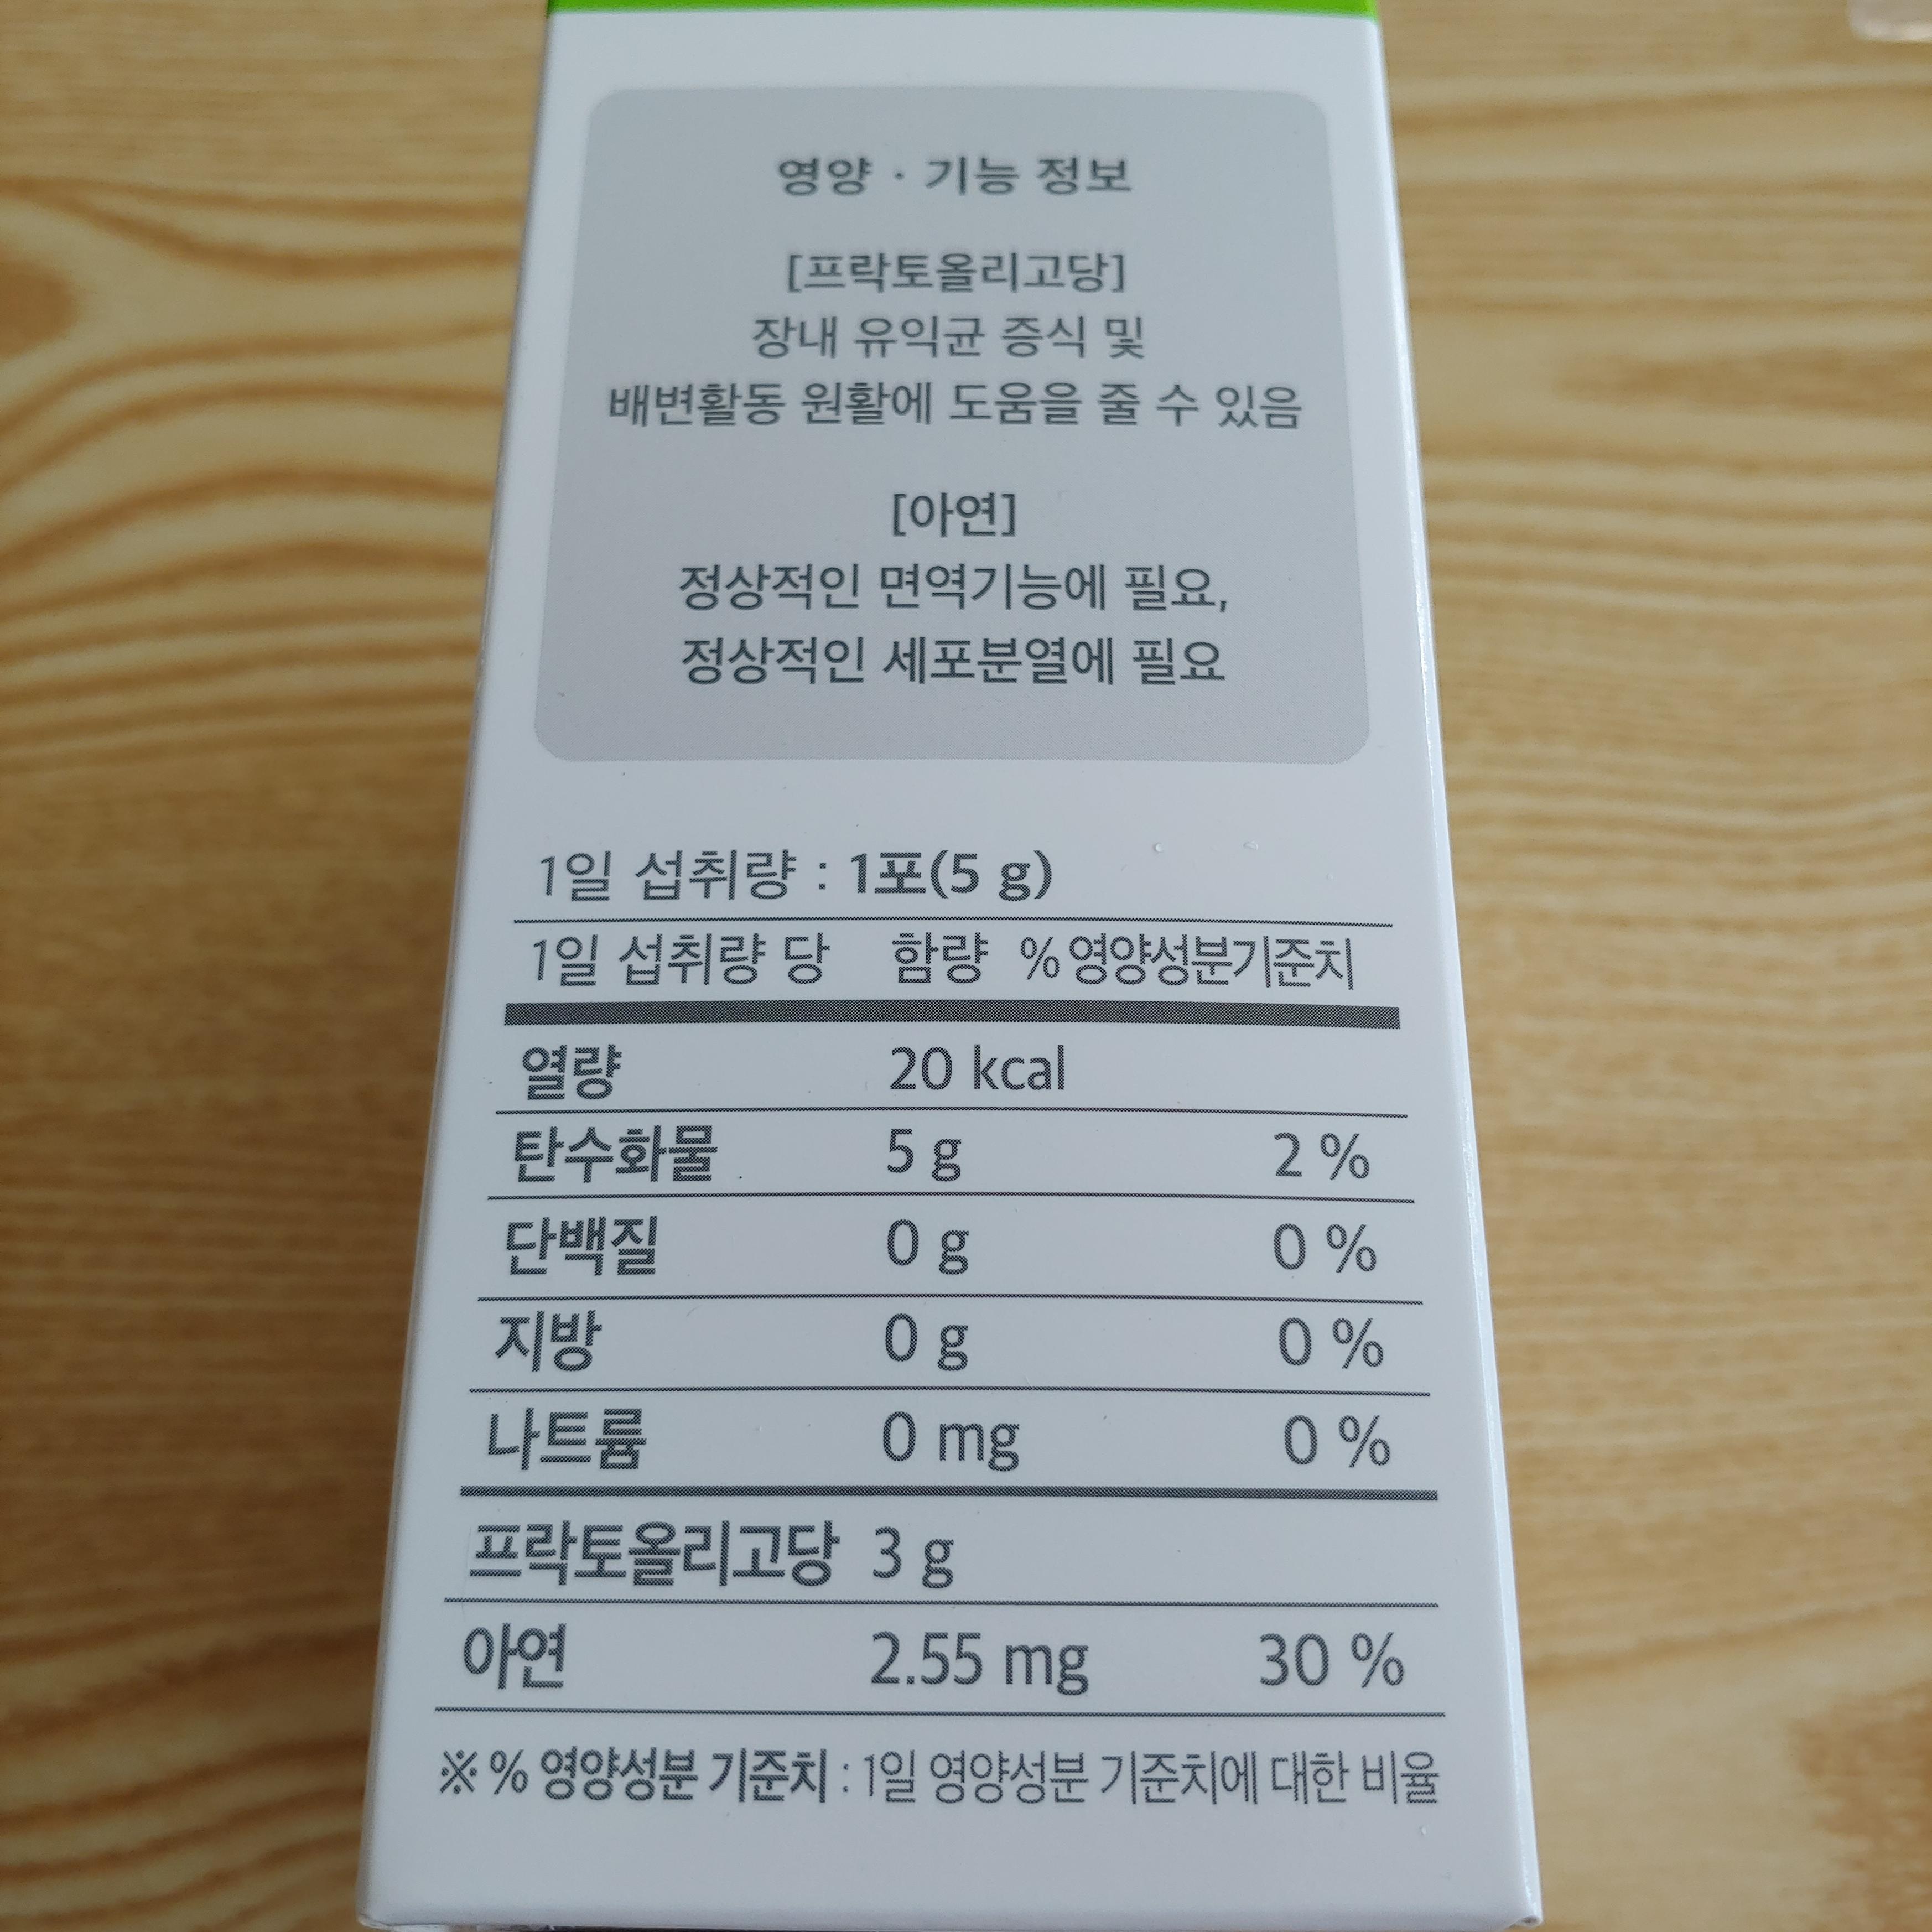 영양 · 기능 정보
[프락토올리고당]
장내 유익균 증식 및
배변활동 원활에 도움을 줄 수 있음
[아연]
정상적인 면역기능에 필요,
정상적인 세포분열에 필요
1일 섭취량 : 1포(5 g)
1일 섭취량 당 함량 % 영양성분기준치
열량 20 kcal
탄수화물 5 g 2 %
단백질 0 g 0 %
지방 0 g 0 %
나트륨 0 mg 0 %
프락토올리고당 3 g
아연 2.55 mg 30 %
※ % 영양성분 기준치 : 1일 영양성분 기준치에 대한 비율